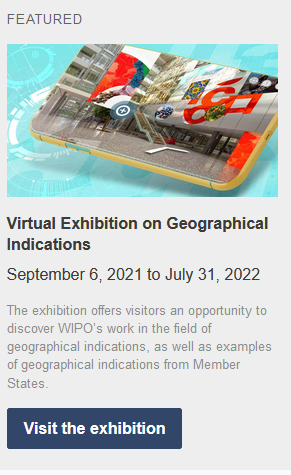 FEATURED
Virtual Exhibition on Geographical
Indications
September 6, 2021 to July 31, 2022
The exhibition offers visitors an opportunity to
discover WIPO's work in the field of
geographical indications, as well as examples
of geographical indications from Member
States.
Visit the exhibition